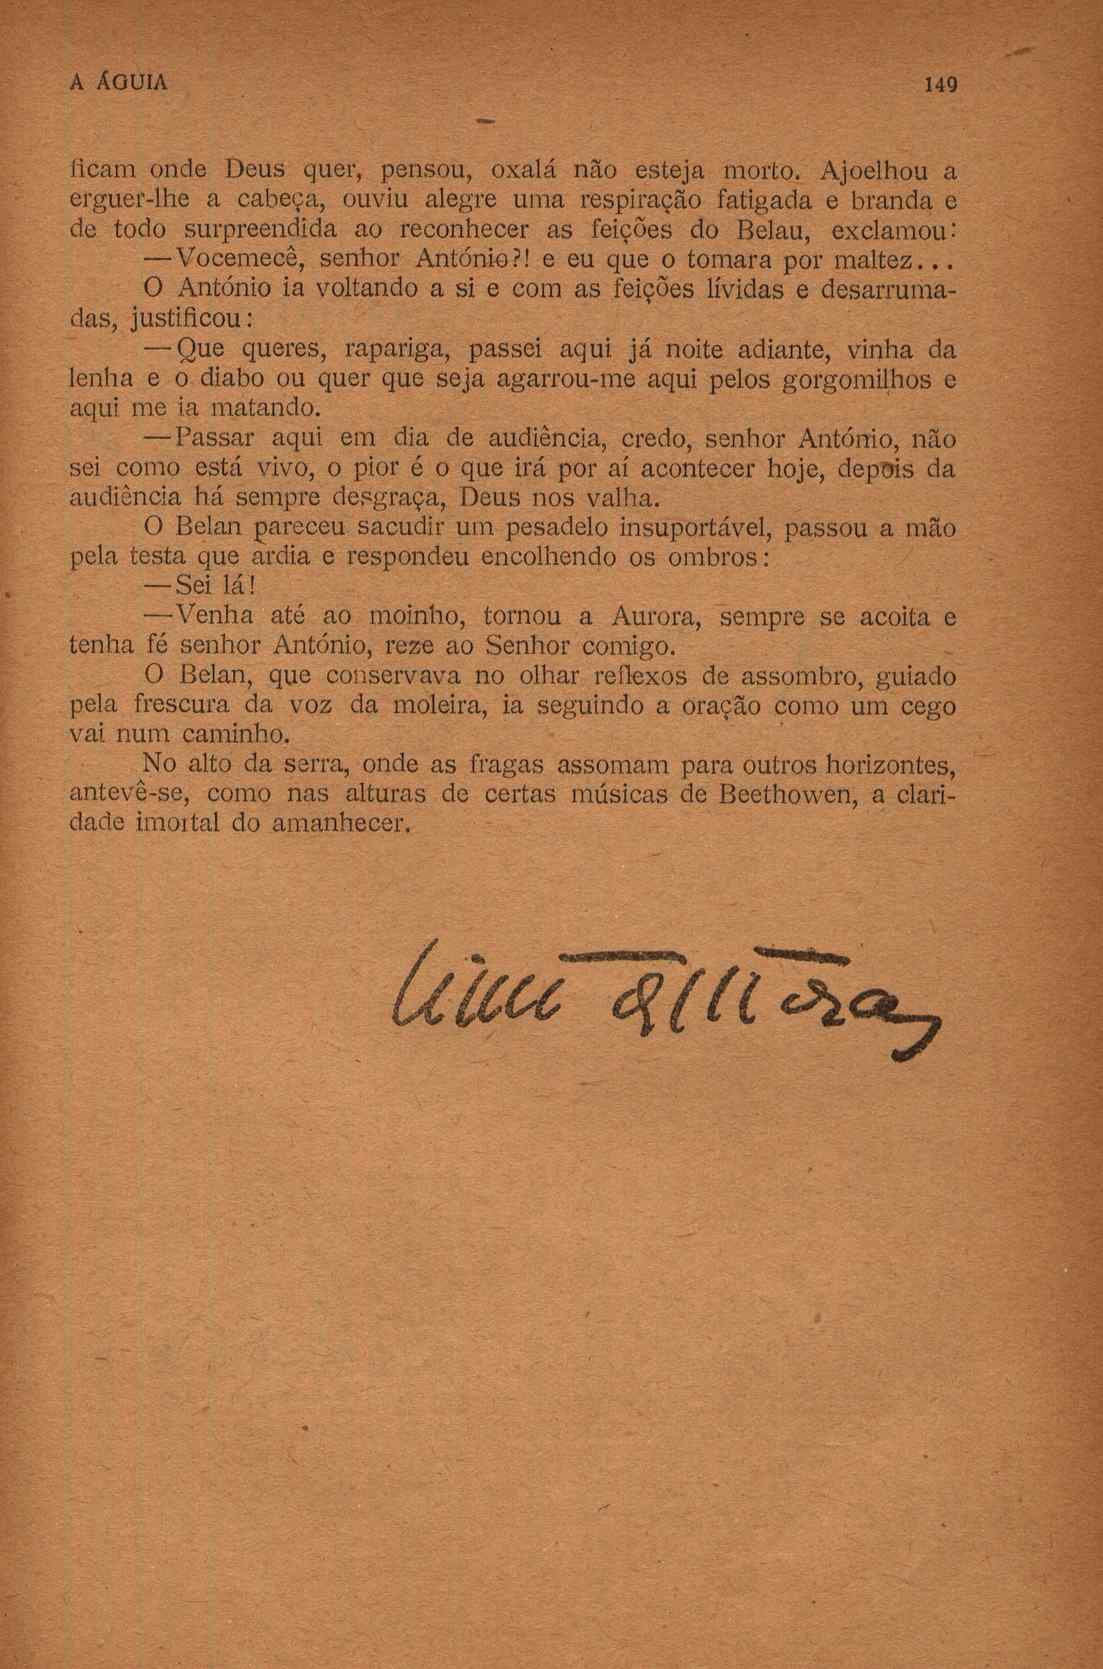 A ÁGUIA 149
ficam onde Deus quer, pensou, oxalá não esteja morto. Ajoelhou a
erguer-lhe a cabeça, ouviu alegre uma respiração fatigada e branda e
de todo surpreendida ao reconhecer as feições do Belau, exclamou:
—Vocemecê, senhor António?! e eu que o tomara por maltez...
O António ia voltando a si e com as feições lívidas e desarruma-
das, justificou:
—Que queres, rapariga, passei aqui já noite adiante, vinha da
lenha e o diabo ou quer que seja agarrou-me aqui pelos gorgomilhos e
aqui me ia matando.
—Passar aqui em dia de audiência, credo, senhor António, não
sei como está vivo, o pior é o que irá por aí acontecer hoje, depois da
audiência há sempre desgraça, Deus nos valha.
O Belan pareceu sacudir um pesadelo insuportável, passou a mão
pela testa que ardia e respondeu encolhendo os ombros:
—Sei lá!
—Venha até ao moinho, tornou a Aurora, sempre se acoita e
tenha fé senhor António, reze ao Senhor comigo.
O Belan, que conservava no olhar reflexos de assombro, guiado
pela frescura da voz da moleira, ia seguindo a oração como um cego
vai num caminho.
No alto da serra, onde as fragas assomam para outros horizontes,
antevê-se, como nas alturas de certas músicas de Beethowen, a clari-
dade imortal do amanhecer.